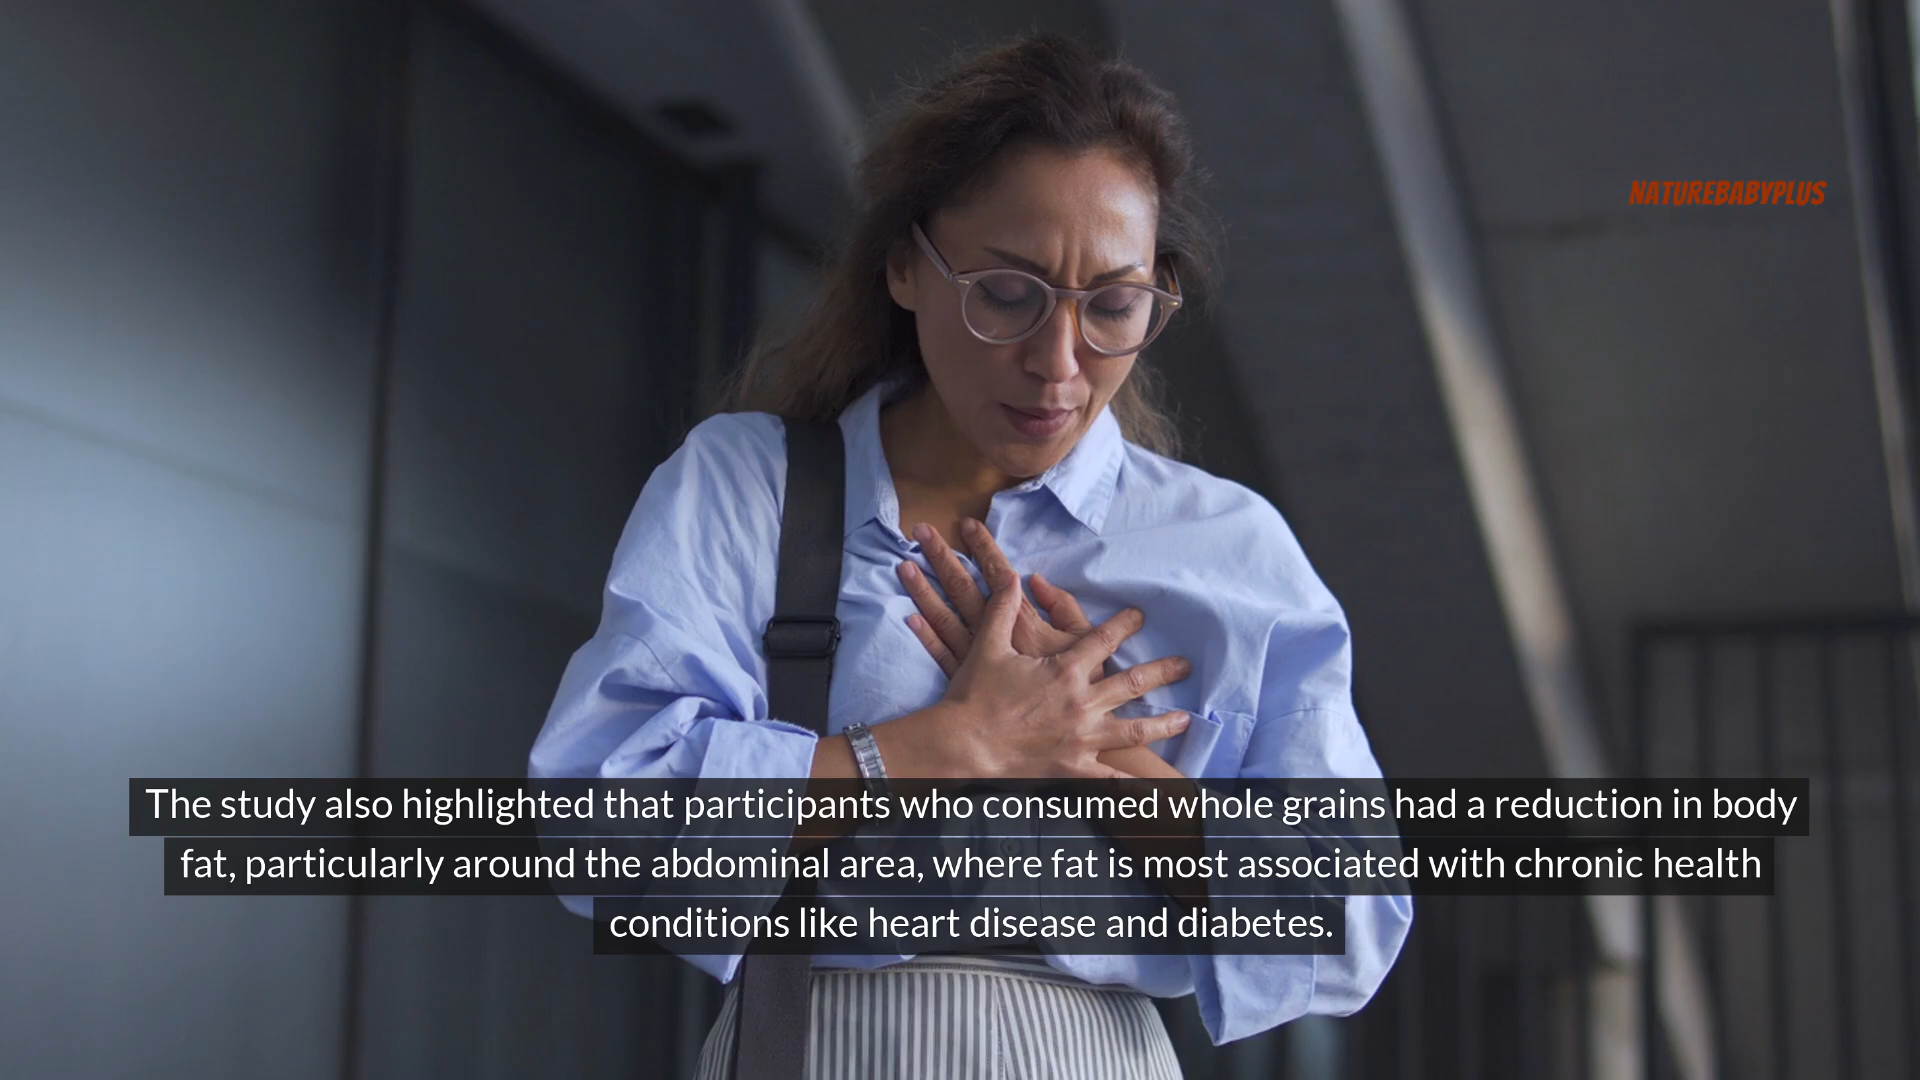 NATUREBABYPLUS
The study also highlighted that participants who consumed whole grains had a reduction in body
fat, particularly around the abdominal area, where fat is most associated with chronic health
conditions like heart disease and diabetes.